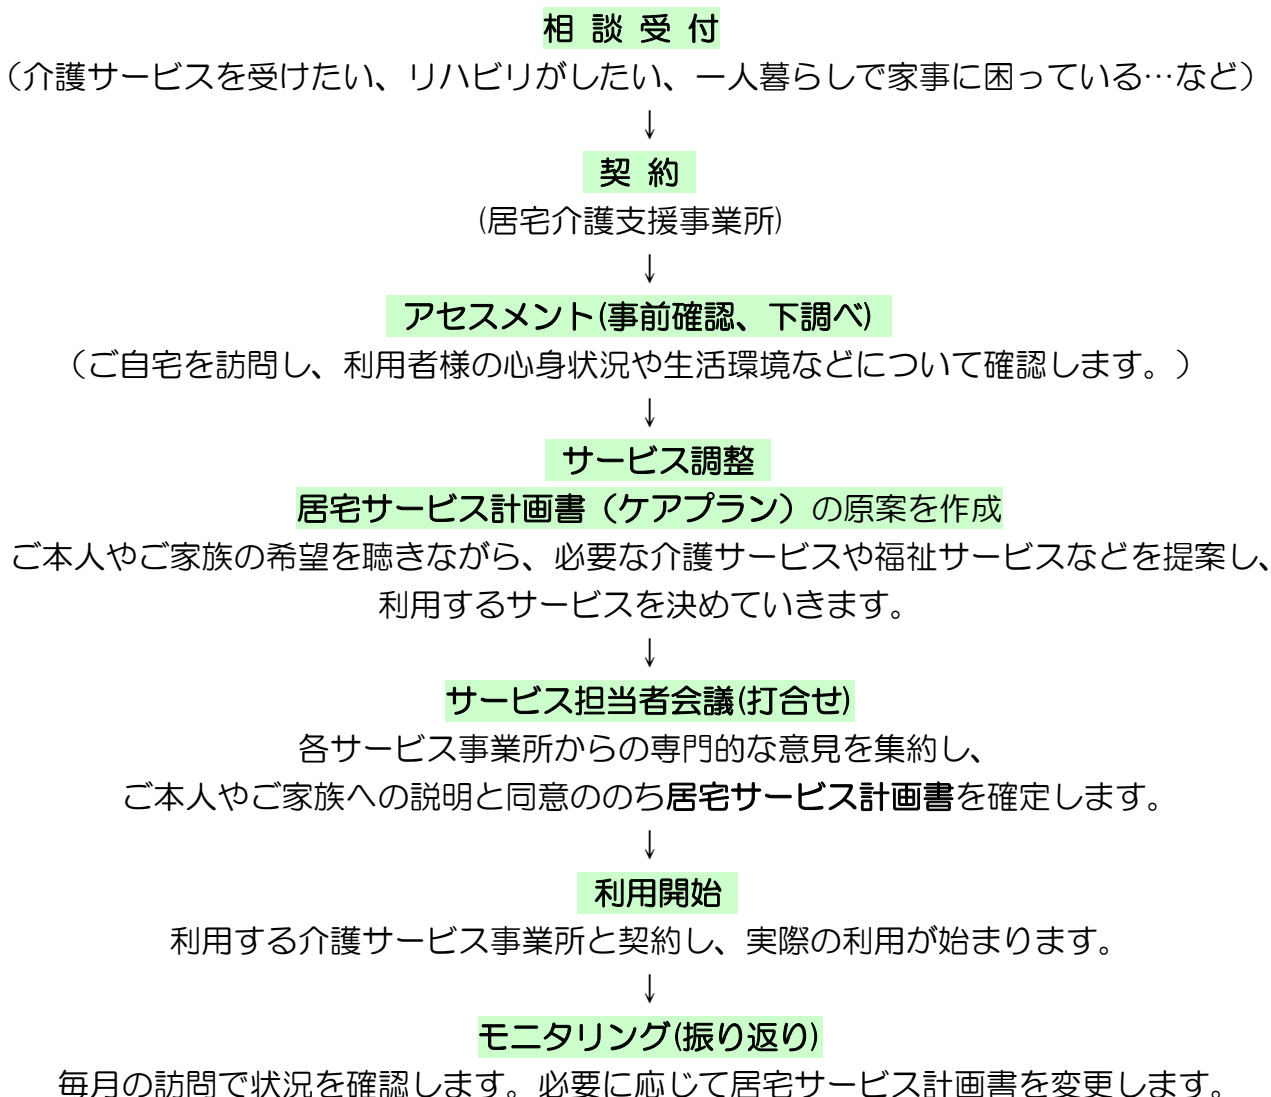 相 談 受 付
（介護サービスを受けたい、リハビリがしたい、一人暮らしで家事に困っている…など）
↓
契 約
(居宅介護支援事業所)
↓
アセスメント(事前確認、下調べ)
（ご自宅を訪問し、利用者様の心身状況や生活環境などについて確認します。）
↓
サービス調整
居宅サービス計画書（ケアプラン）の原案を作成
ご本人やご家族の希望を聴きながら、必要な介護サービスや福祉サービスなどを提案し、
利用するサービスを決めていきます。
↓
サービス担当者会議(打合せ)
各サービス事業所からの専門的な意見を集約し、
ご本人やご家族への説明と同意ののち居宅サービス計画書を確定します。
↓
利用開始
利用する介護サービス事業所と契約し、実際の利用が始まります。
↓
モニタリング(振り返り)
毎月の訪問で状況を確認します。必要に応じて居宅サービス計画書を変更します。